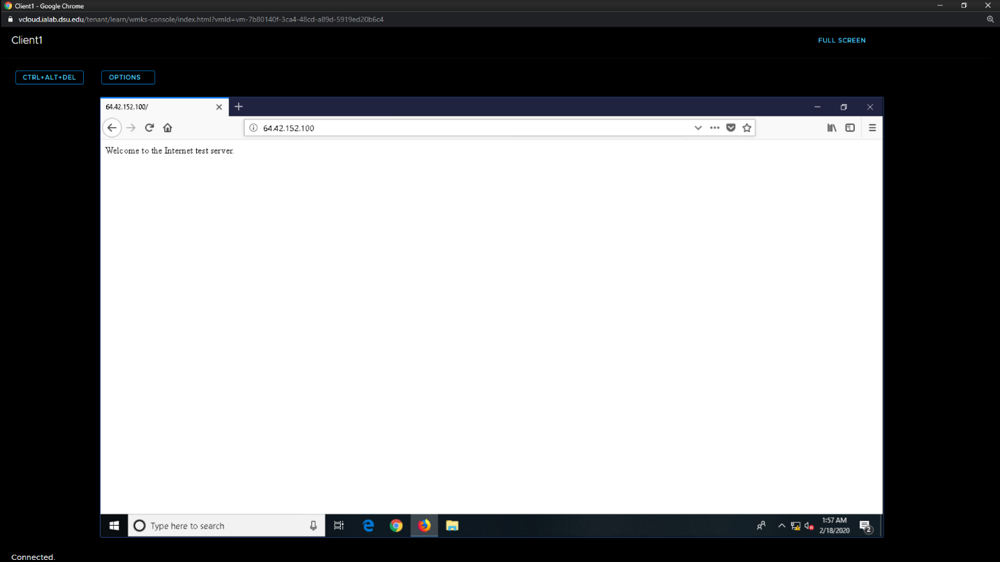 Client1 - Google Chrome
vcloud.ialab.dsu.edu/tenant/learn/wmks-console/index.html?vmId=vm-7b80140f-3ca4-48cd-a89d-5919ed20b6c4
Client1
FULL SCREEN
CTRL+ALT+DEL OPTIONS
64.42.152.100/
64.42.152.100
Welcome to the Internet test server.
Type here to search
1:57 AM
2/18/2020
2
Connected.